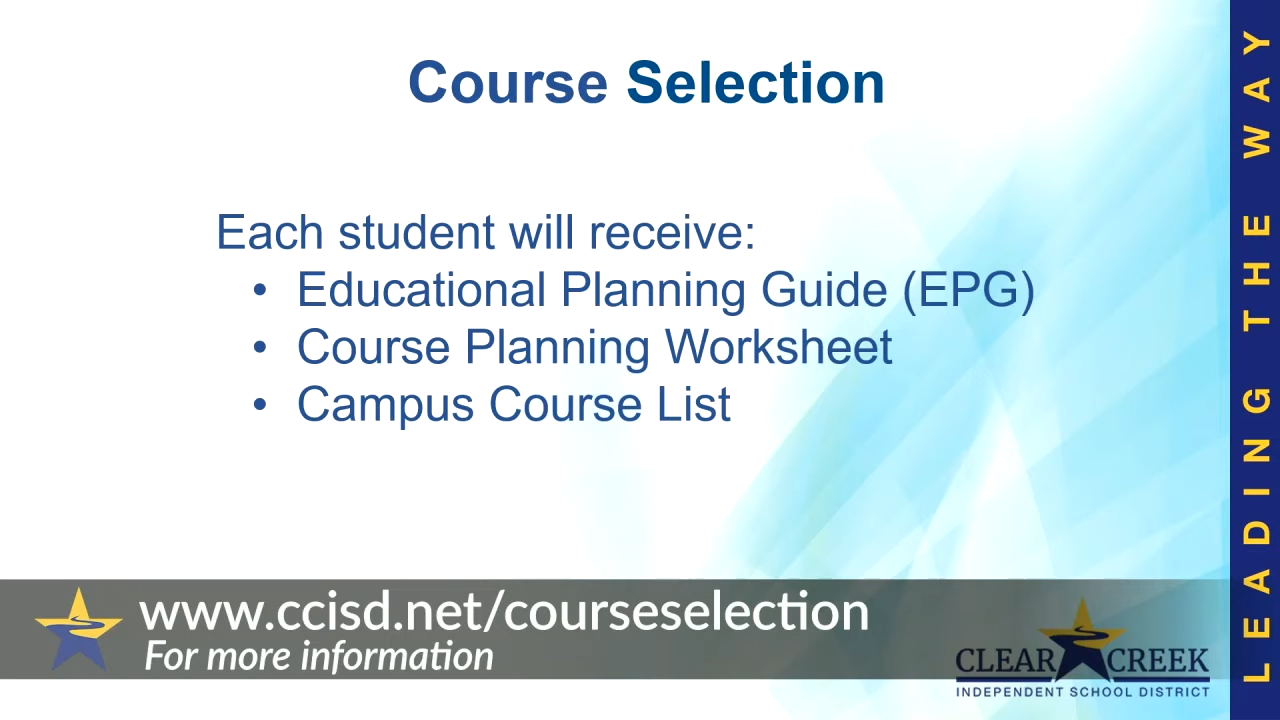 Course Selection
Each student will receive:
• Educational Planning Guide (EPG)
• Course Planning Worksheet
• Campus Course List
www.ccisd.net/courseselection
For more information
CLEAR CREEK
INDEPENDENT SCHOOL DISTRICT
LEADING THE WAY